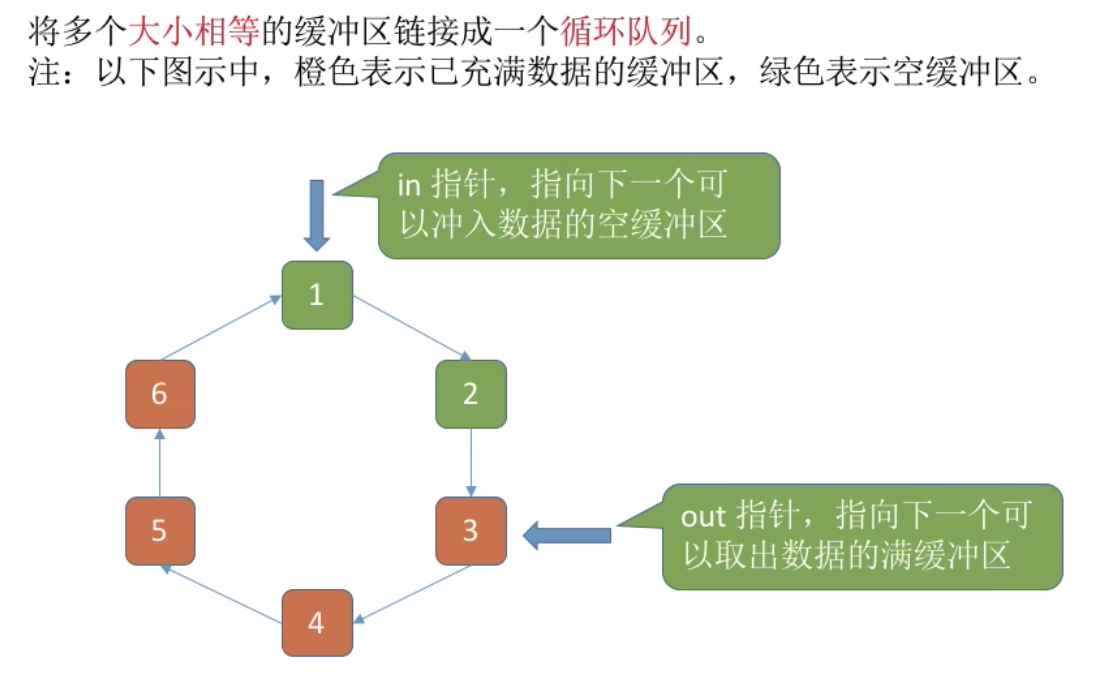 将多个大小相等的缓冲区链接成一个循环队列。
注：以下图示中，橙色表示已充满数据的缓冲区，绿色表示空缓冲区。
in 指针，指向下一个可
以冲入数据的空缓冲区
1
6
2
5
3
out 指针，指向下一个可
以取出数据的满缓冲区
4